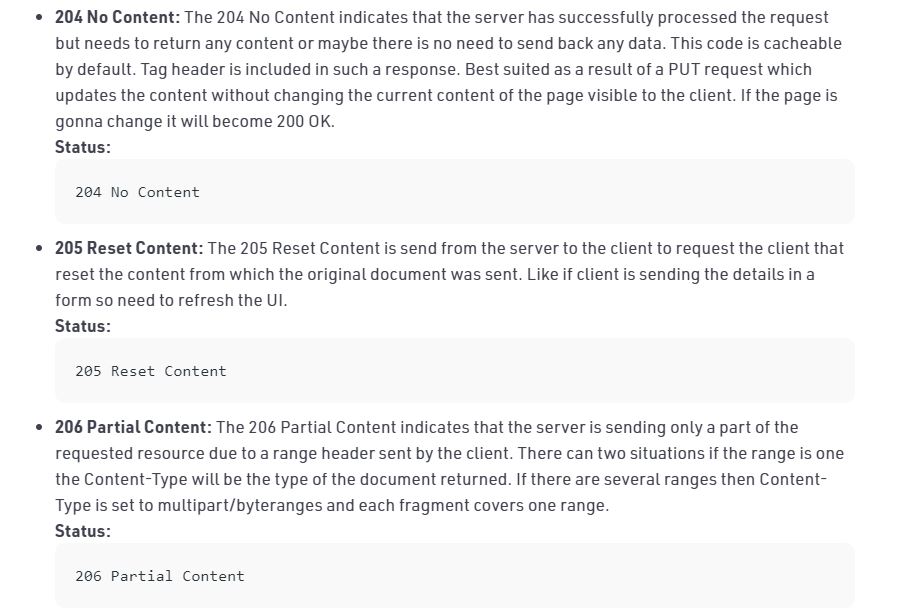 204 No Content: The 204 No Content indicates that the server has successfully processed the request
but needs to return any content or maybe there is no need to send back any data. This code is cacheable
by default. Tag header is included in such a response. Best suited as a result of a PUT request which
updates the content without changing the current content of the page visible to the client. If the page is
gonna change it will become 200 OK.
Status:
204 No Content
205 Reset Content: The 205 Reset Content is send from the server to the client to request the client that
reset the content from which the original document was sent. Like if client is sending the details in a
form so need to refresh the UI.
Status:
205 Reset Content
206 Partial Content: The 206 Partial Content indicates that the server is sending only a part of the
requested resource due to a range header sent by the client. There can two situations if the range is one
the Content-Type will be the type of the document returned. If there are several ranges then Content-
Type is set to multipart/byteranges and each fragment covers one range.
Status:
206 Partial Content